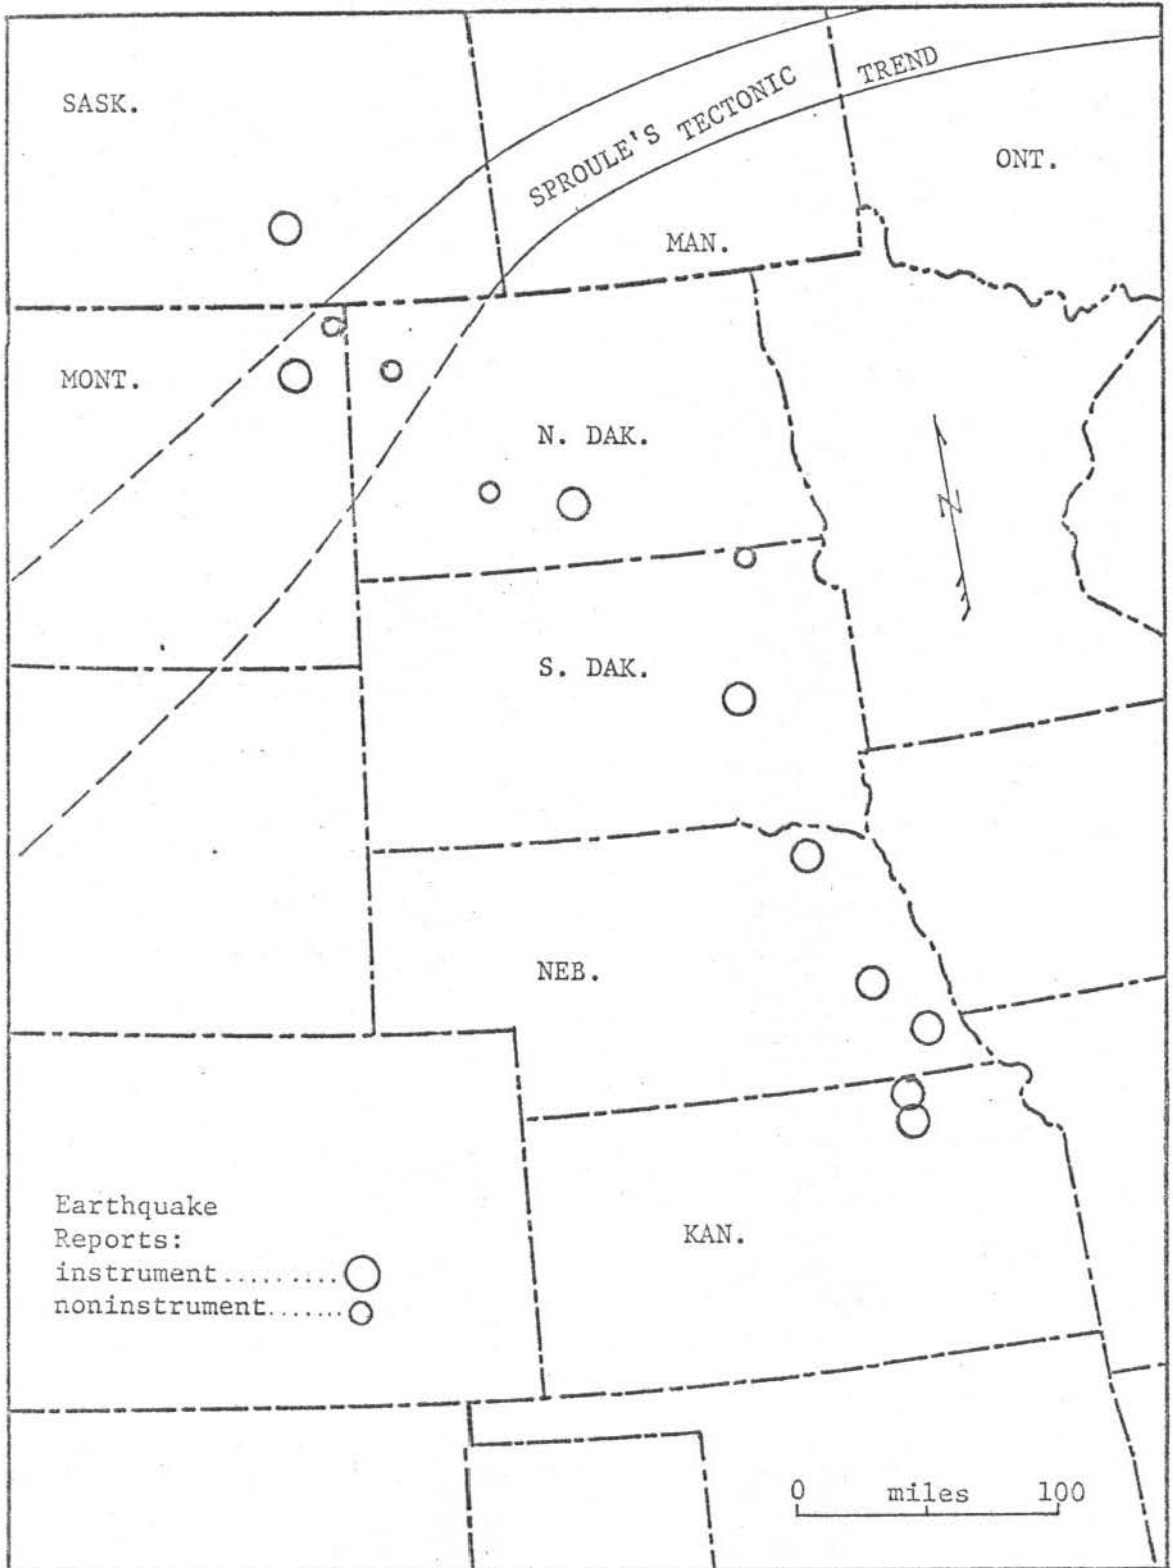 SASK.
SPROULE'S TECTONIC TREND
ONT.
MAN.
MONT.
N. DAK.
N
S. DAK.
NEB.
KAN.
Earthquake
Reports:
instrument.........
noninstrument.......
0 miles 100